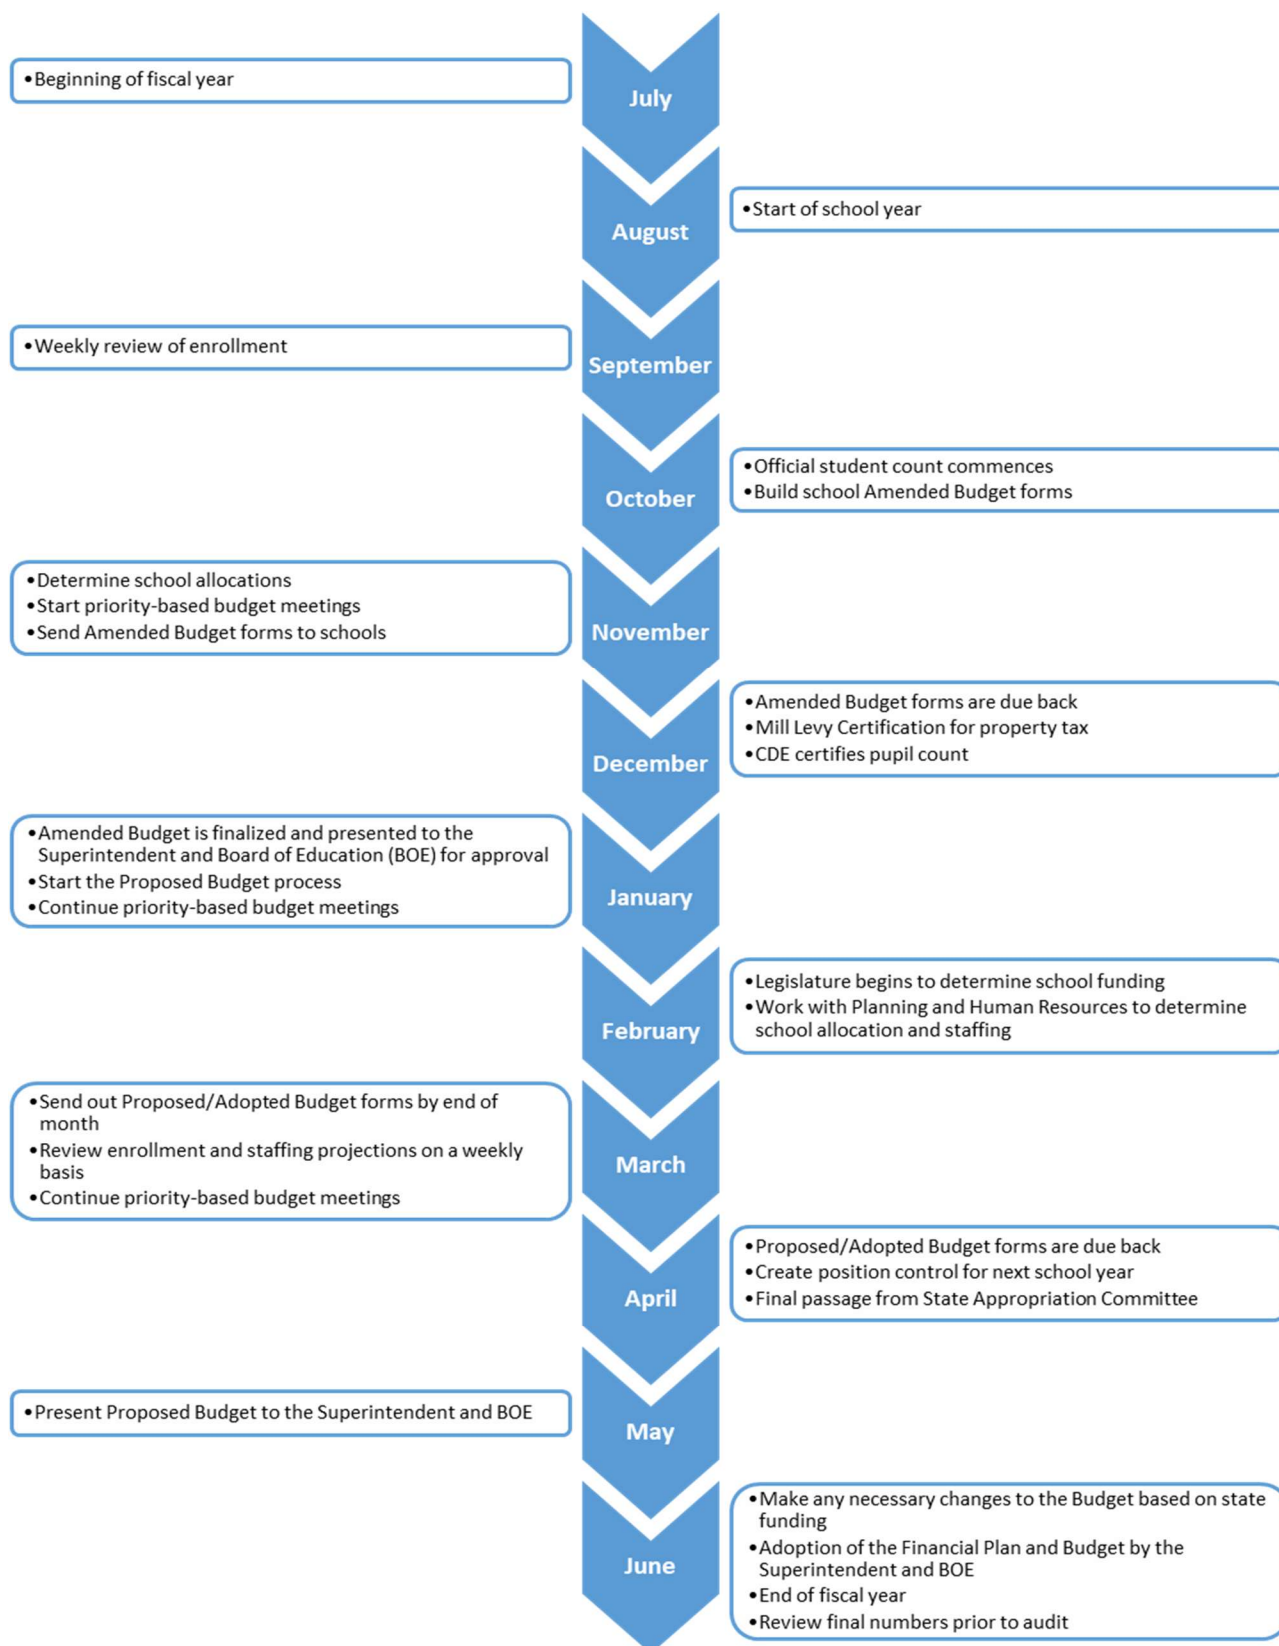 •Beginning of fiscal year
July
•Start of school year
August
•Weekly review of enrollment
September
•Official student count commences
•Build school Amended Budget forms
October
•Determine school allocations
•Start priority-based budget meetings
•Send Amended Budget forms to schools
November
•Amended Budget forms are due back
•Mill Levy Certification for property tax
•CDE certifies pupil count
December
•Amended Budget is finalized and presented to the
Superintendent and Board of Education (BOE) for approval
•Start the Proposed Budget process
•Continue priority-based budget meetings
January
•Legislature begins to determine school funding
•Work with Planning and Human Resources to determine
school allocation and staffing
February
•Send out Proposed/Adopted Budget forms by end of
month
•Review enrollment and staffing projections on a weekly
basis
•Continue priority-based budget meetings
March
•Proposed/Adopted Budget forms are due back
•Create position control for next school year
•Final passage from State Appropriation Committee
April
•Present Proposed Budget to the Superintendent and BOE
May
•Make any necessary changes to the Budget based on state
funding
•Adoption of the Financial Plan and Budget by the
Superintendent and BOE
•End of fiscal year
•Review final numbers prior to audit
June